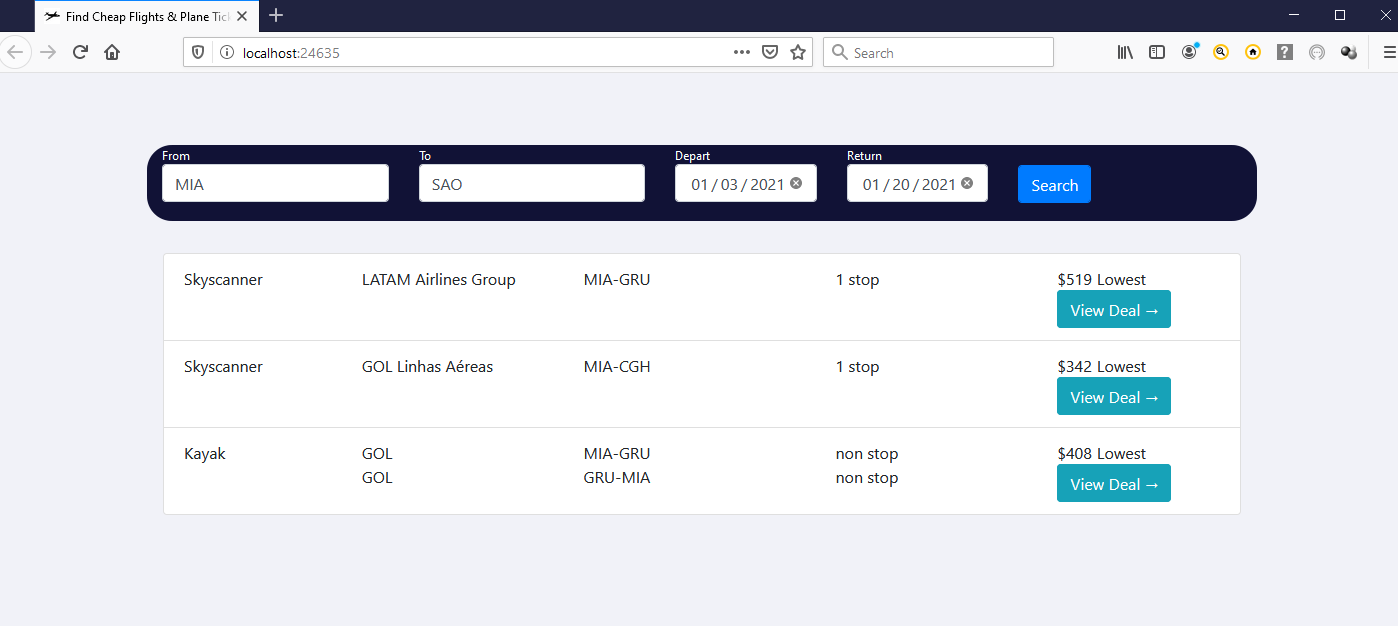 Find Cheap Flights & Plane Tick
localhost:24635
Search
From To Depart Return
MIA SAO 01 / 03 / 2021 01 / 20 / 2021 Search
Skyscanner LATAM Airlines Group MIA-GRU 1 stop $519 Lowest
View Deal →
Skyscanner GOL Linhas Aéreas MIA-CGH 1 stop $342 Lowest
View Deal →
Kayak GOL MIA-GRU non stop $408 Lowest
GOL GRU-MIA non stop View Deal →